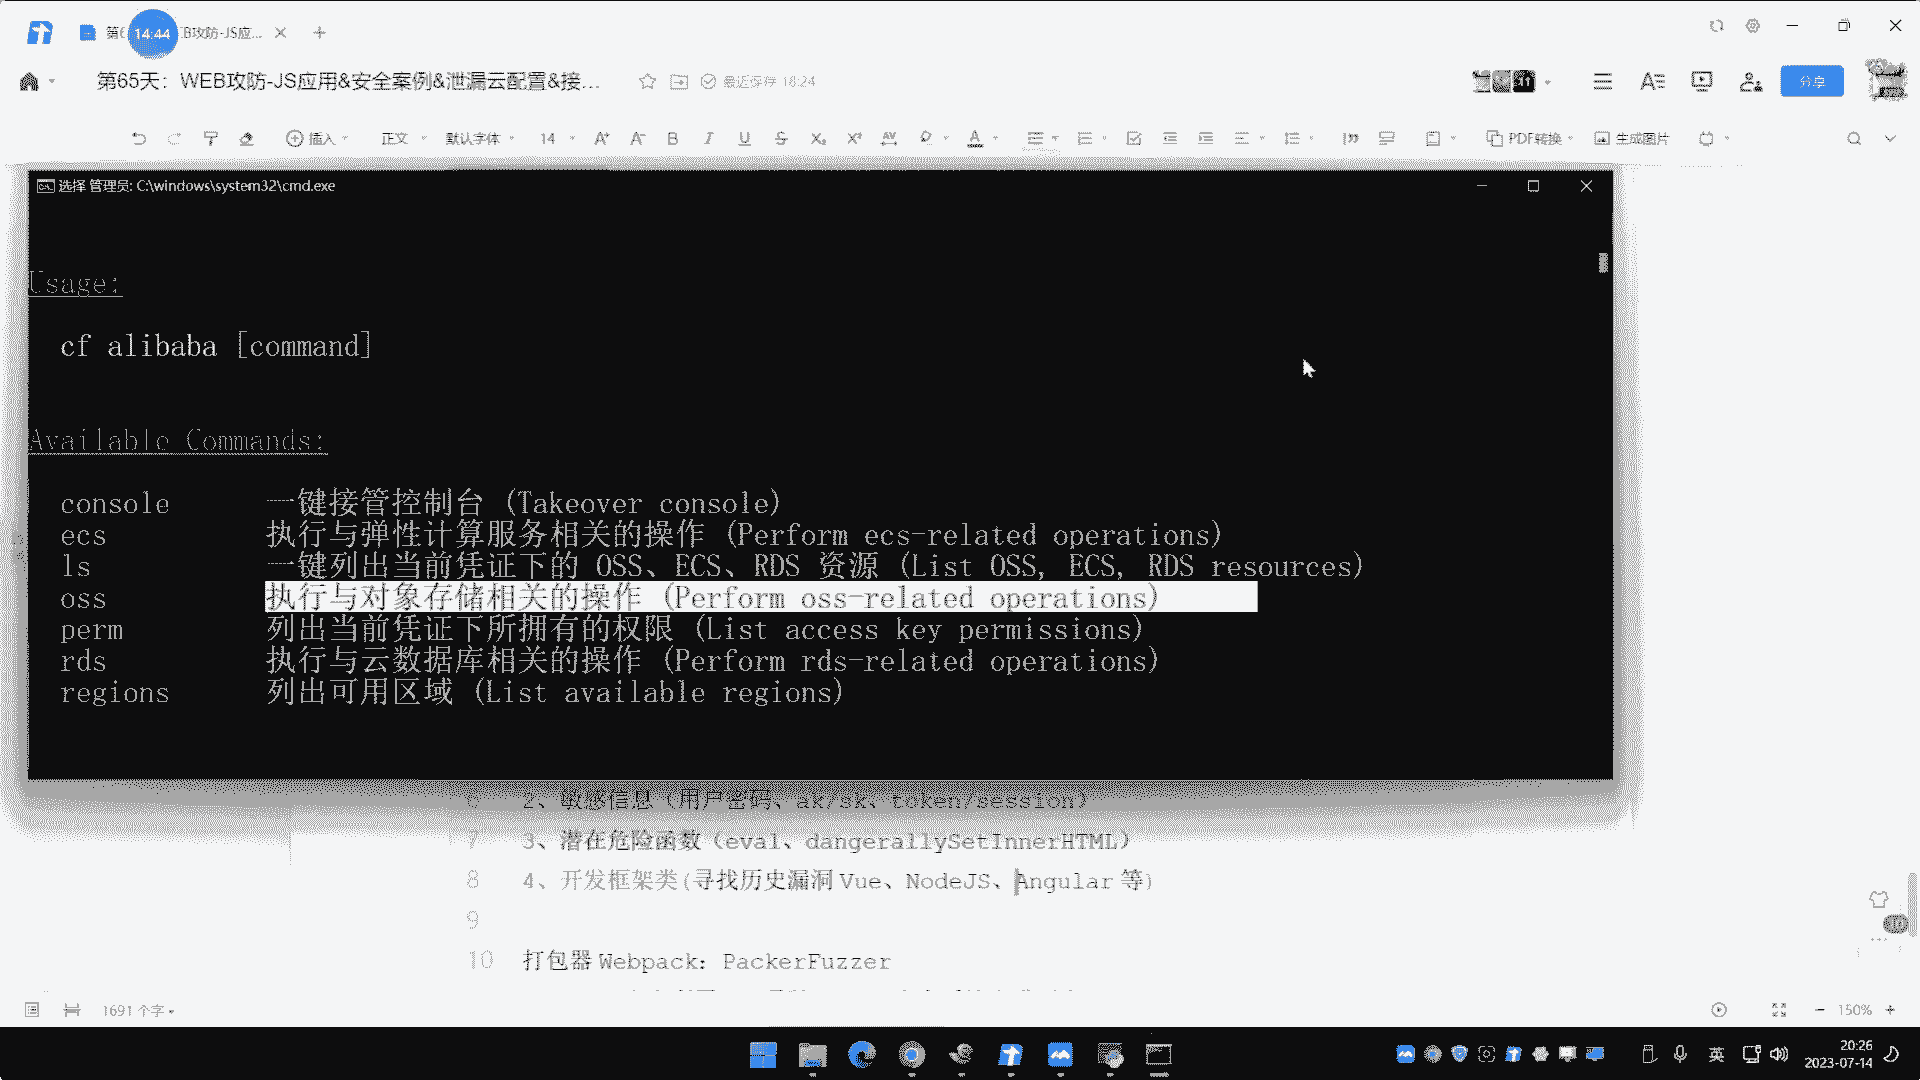 14:44
B攻防-JS应...
第65天：WEB攻防-JS应用&安全案例&泄漏云配置&接...
最近保存 18:24
分享
插入
正文
默认字体
14
PDF转换
生成图片
选择 管理员: C:\windows\system32\cmd.exe
Usage:
cf alibaba [command]
Available Commands:
console 一键接管控制台 (Takeover console)
ecs 执行与弹性计算服务相关的操作 (Perform ecs-related operations)
ls 一键列出当前凭证下的 OSS、ECS、RDS 资源 (List OSS, ECS, RDS resources)
oss 执行与对象存储相关的操作 (Perform oss-related operations)
perm 列出当前凭证下所拥有的权限 (List access key permissions)
rds 执行与云数据库相关的操作 (Perform rds-related operations)
regions 列出可用区域 (List available regions)
6 2、敏感信息（用户密码、ak/sk、token/session）
7 3、潜在危险函数（eval、dangerallySetInnerHTML）
8 4、开发框架类(寻找历史漏洞 Vue、NodeJS、Angular 等)
9
10 打包器 Webpack：PackerFuzzer
1691 个字
150%
英
20:26
2023-07-14